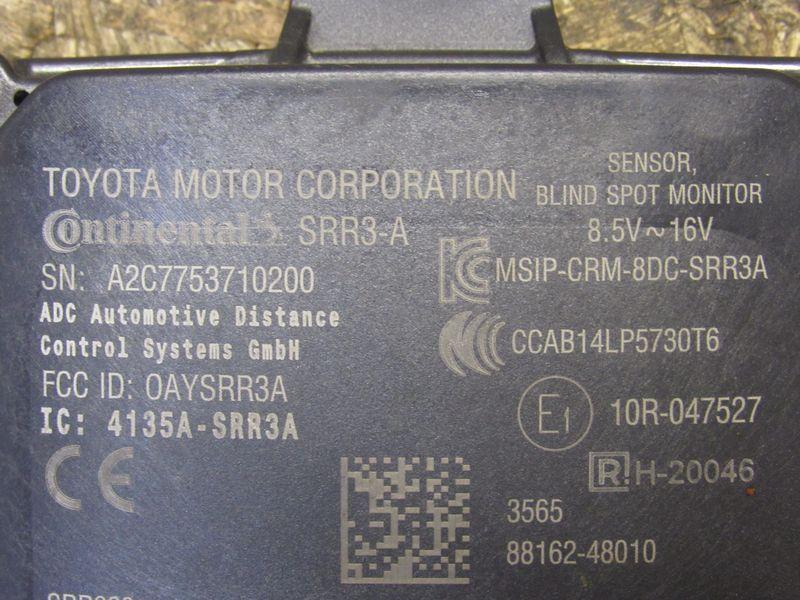 TOYOTA MOTOR CORPORATION
SENSOR,
BLIND SPOT MONITOR
Continental SRR3-A
8.5V~16V
SN: A2C7753710200
MSIP-CRM-8DC-SRR3A
ADC Automotive Distance
Control Systems GmbH
CCAB14LP5730T6
FCC ID: OAYSRR3A
IC: 4135A-SRR3A
E1 10R-047527
CE
R H-20046
3565
88162-48010